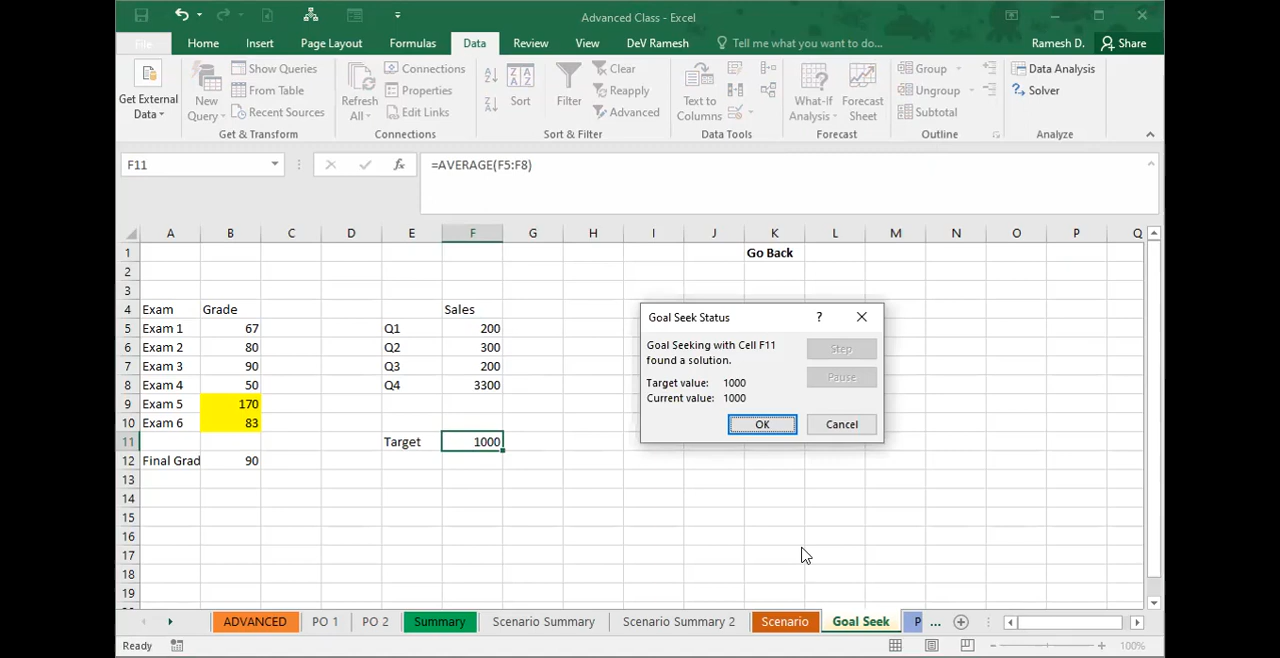 Advanced Class - Excel
File Home Insert Page Layout Formulas Data Review View DeV Ramesh Tell me what you want to do... Ramesh D. Share
Get External Data
New Query
Show Queries
From Table
Recent Sources
Get & Transform
Refresh All
Connections
Properties
Edit Links
Connections
Sort
Filter
Clear
Reapply
Advanced
Sort & Filter
Text to Columns
Data Tools
What-If Analysis
Forecast Sheet
Forecast
Group
Ungroup
Subtotal
Outline
Data Analysis
Solver
Analyze
F11 fx =AVERAGE(F5:F8)
A B C D E F G H I J K L M N O P Q
1 Go Back
2
3
4 Exam Grade Sales
5 Exam 1 67 Q1 200
6 Exam 2 80 Q2 300
7 Exam 3 90 Q3 200
8 Exam 4 50 Q4 3300
9 Exam 5 170
10 Exam 6 83
11 Target 1000
12 Final Grad 90
13
14
15
16
17
18
19
Goal Seek Status ?
Goal Seeking with Cell F11
found a solution.
Target value: 1000
Current value: 1000
Step
Pause
OK Cancel
ADVANCED PO 1 PO 2 Summary Scenario Summary Scenario Summary 2 Scenario Goal Seek P ...
Ready 100%